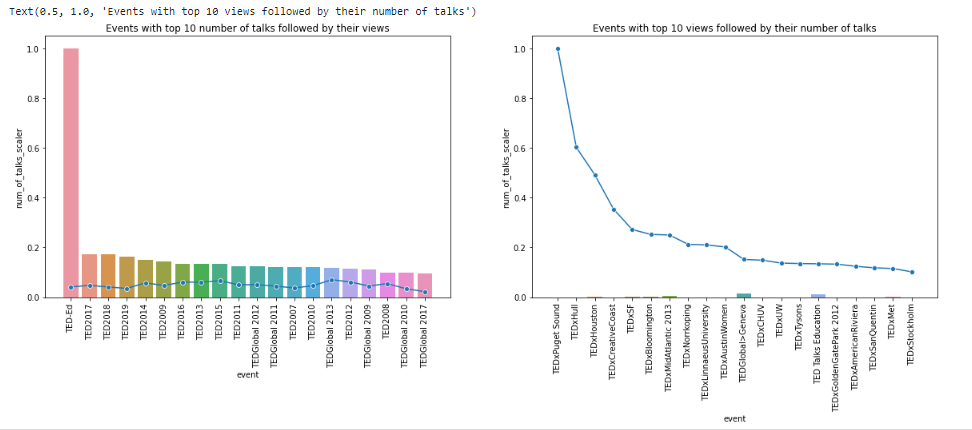 Text(0.5, 1.0, 'Events with top 10 views followed by their number of talks')
Events with top 10 number of talks followed by their views
num_of_talks_scaler
1.0
0.8
0.6
0.4
0.2
0.0
TED-Ed
TED2017
TED2018
TED2019
TED2014
TED2009
TED2016
TED2013
TED2015
TED2011
TEDGlobal 2012
TEDGlobal 2011
TED2007
TED2010
TEDGlobal 2013
TED2012
TEDGlobal 2009
TED2008
TEDGlobal 2010
TEDGlobal 2017
event
Events with top 10 views followed by their number of talks
num_of_talks_scaler
1.0
0.8
0.6
0.4
0.2
0.0
TEDxPuget Sound
TEDxHull
TEDxHouston
TEDxCreativeCoast
TEDxSF
TEDxBloomington
TEDxMidAtlantic 2013
TEDxNorrkoping
TEDxLinnaeusUniversity
TEDxAustinWomen
TEDGlobal>Geneva
TEDxCHUV
TEDxUW
TEDxTysons
TED Talks Education
TEDxGoldenGatePark 2012
TEDxAmericanRiviera
TEDxSanQuentin
TEDxMet
TEDxStockholm
event